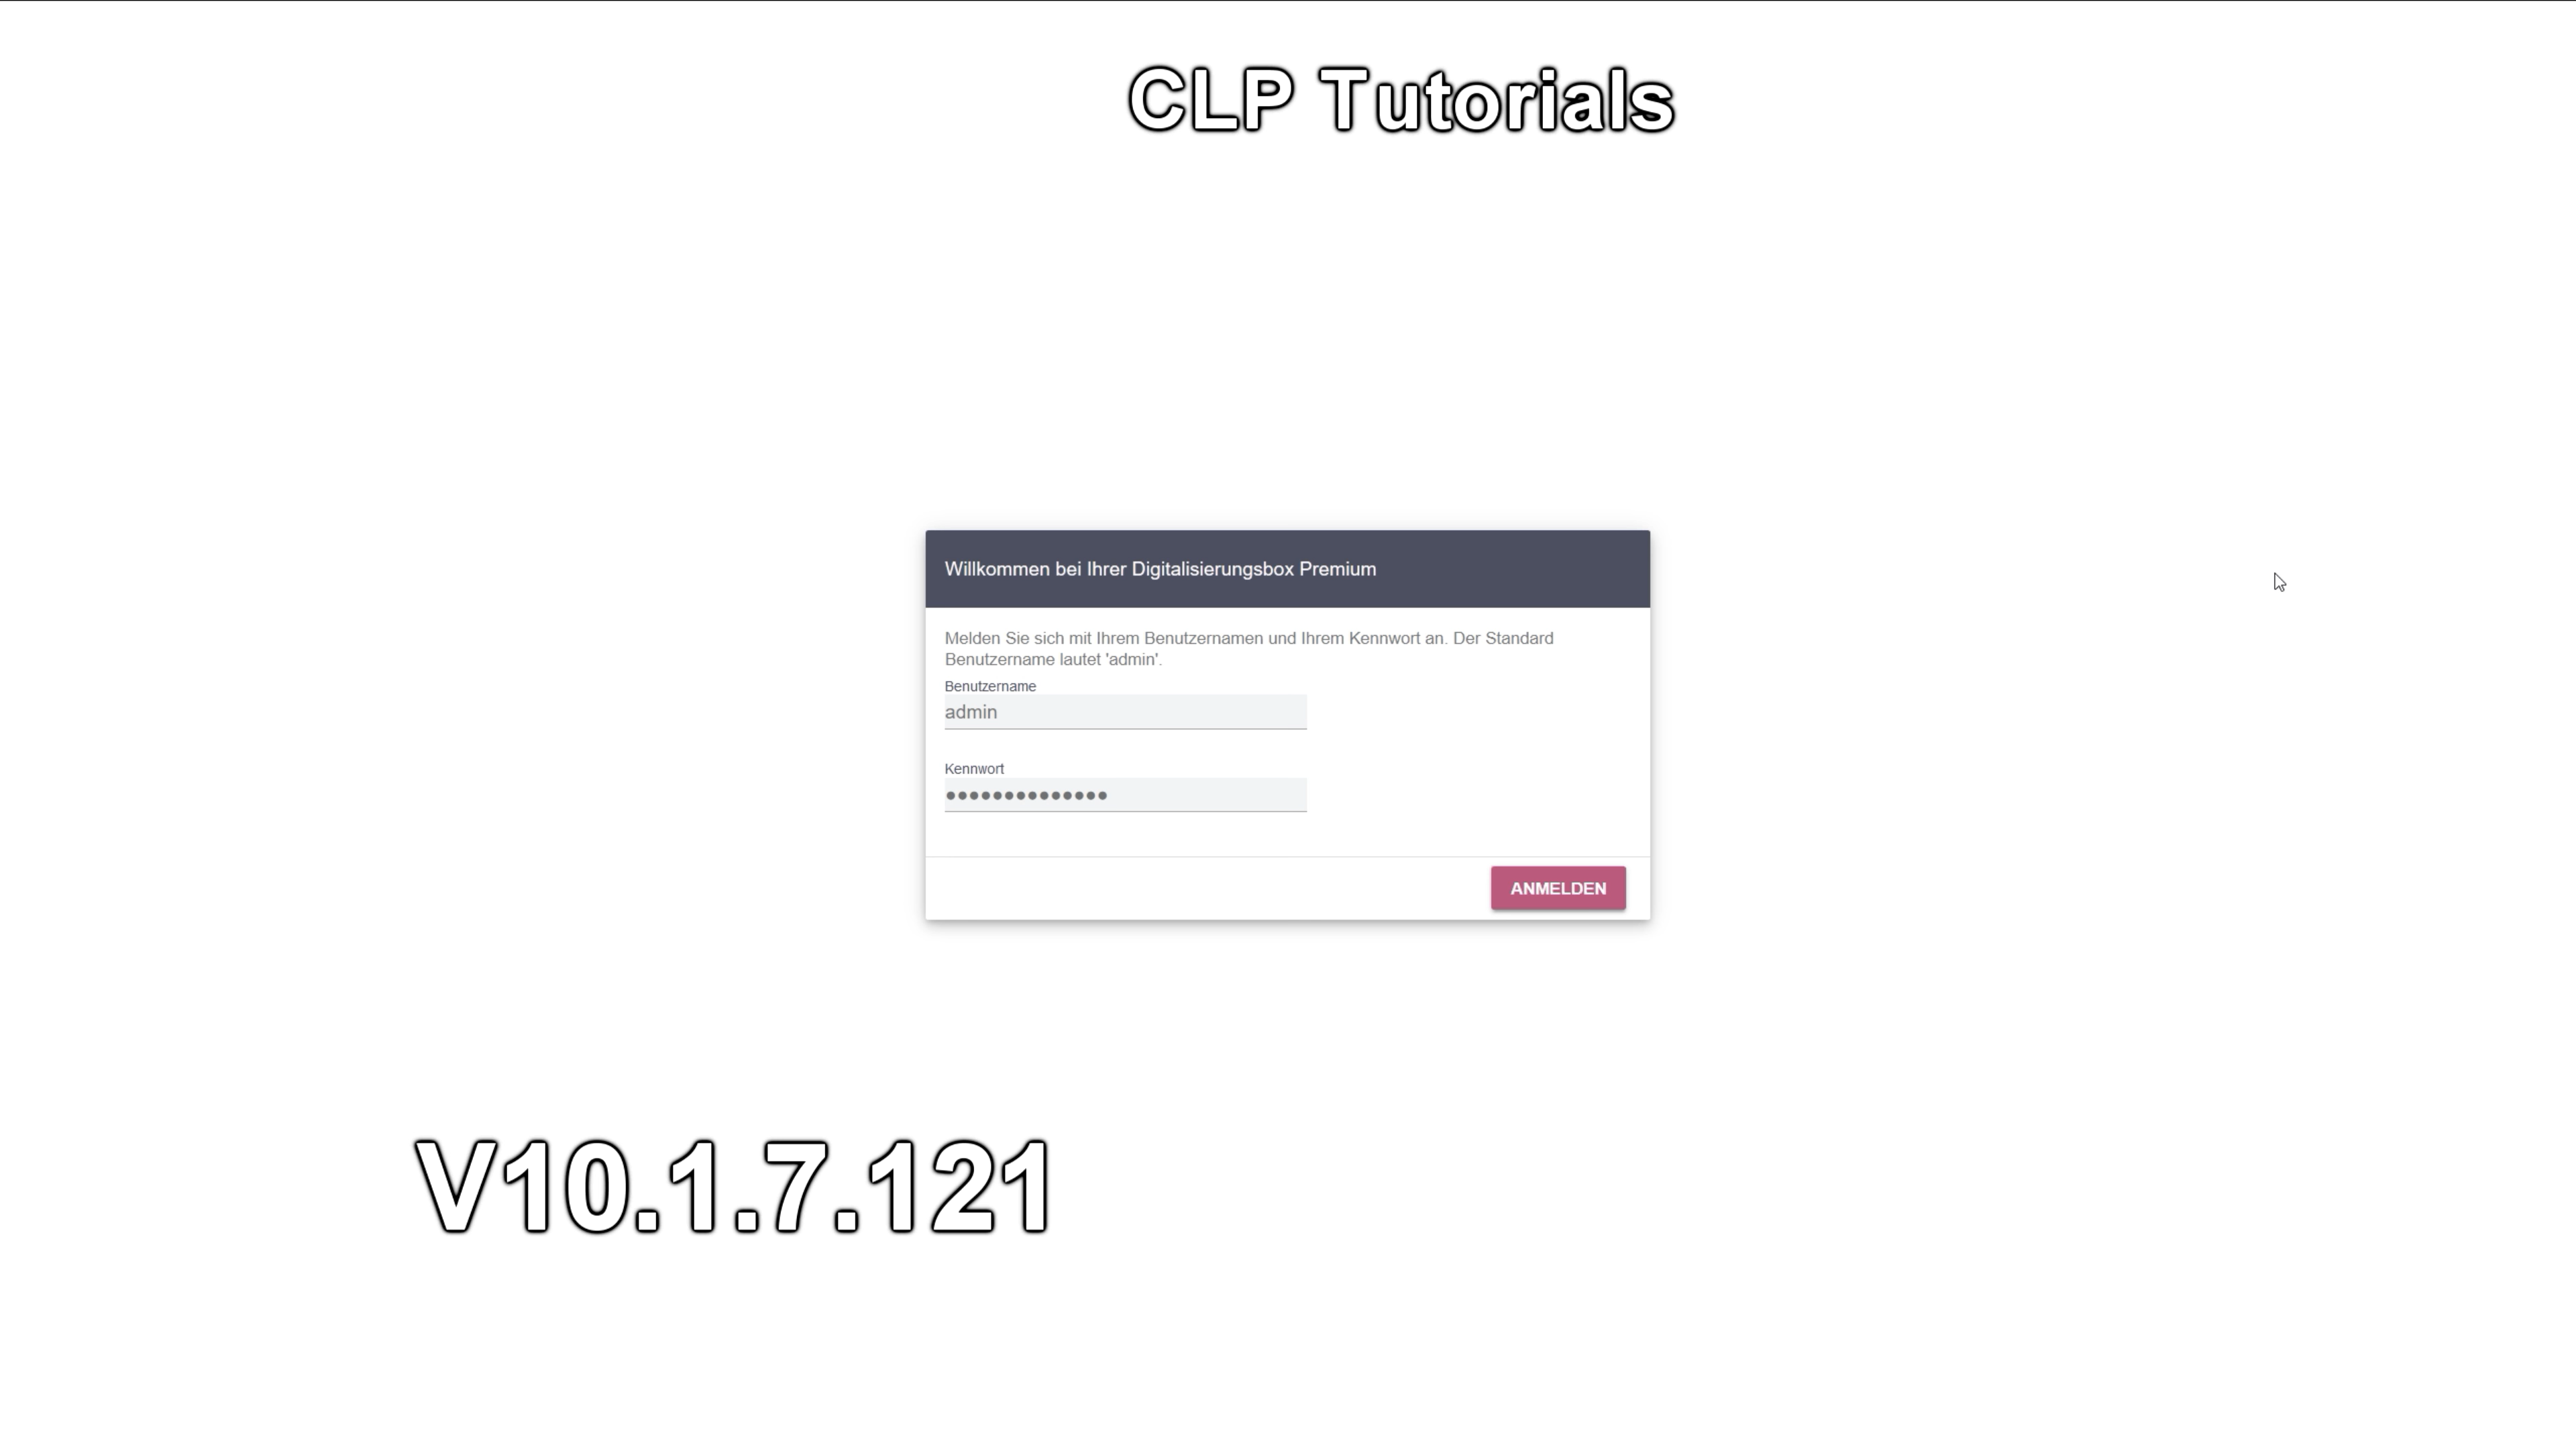 CLP Tutorials
Willkommen bei Ihrer Digitalisierungsbox Premium
Melden Sie sich mit Ihrem Benutzernamen und Ihrem Kennwort an. Der Standard
Benutzername lautet 'admin'.
Benutzername
admin
Kennwort
●●●●●●●●●●●●●●
ANMELDEN
V10.1.7.121